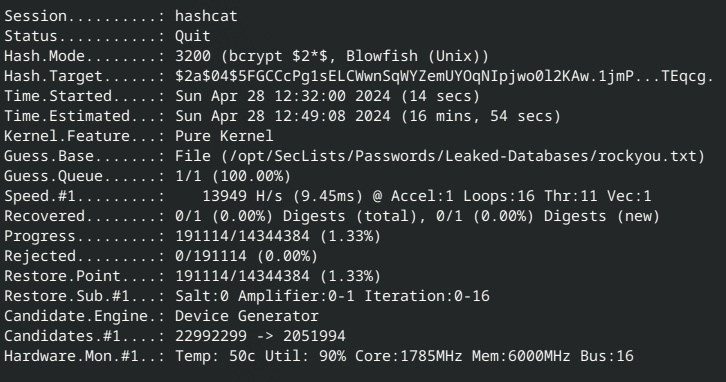 Session..........: hashcat
Status...........: Quit
Hash.Mode........: 3200 (bcrypt $2*$, Blowfish (Unix))
Hash.Target......: $2a$04$5FGCCcPg1sELCWwnSqWYZemUYOqNIpjwo0l2KAw.1jmP...TEqcg.
Time.Started.....: Sun Apr 28 12:32:00 2024 (14 secs)
Time.Estimated...: Sun Apr 28 12:49:08 2024 (16 mins, 54 secs)
Kernel.Feature...: Pure Kernel
Guess.Base.......: File (/opt/SecLists/Passwords/Leaked-Databases/rockyou.txt)
Guess.Queue......: 1/1 (100.00%)
Speed.#1.........:    13949 H/s (9.45ms) @ Accel:1 Loops:16 Thr:11 Vec:1
Recovered........: 0/1 (0.00%) Digests (total), 0/1 (0.00%) Digests (new)
Progress.........: 191114/14344384 (1.33%)
Rejected.........: 0/191114 (0.00%)
Restore.Point....: 191114/14344384 (1.33%)
Restore.Sub.#1...: Salt:0 Amplifier:0-1 Iteration:0-16
Candidate.Engine.: Device Generator
Candidates.#1....: 22992299 -> 2051994
Hardware.Mon.#1..: Temp: 50c Util: 90% Core:1785MHz Mem:6000MHz Bus:16